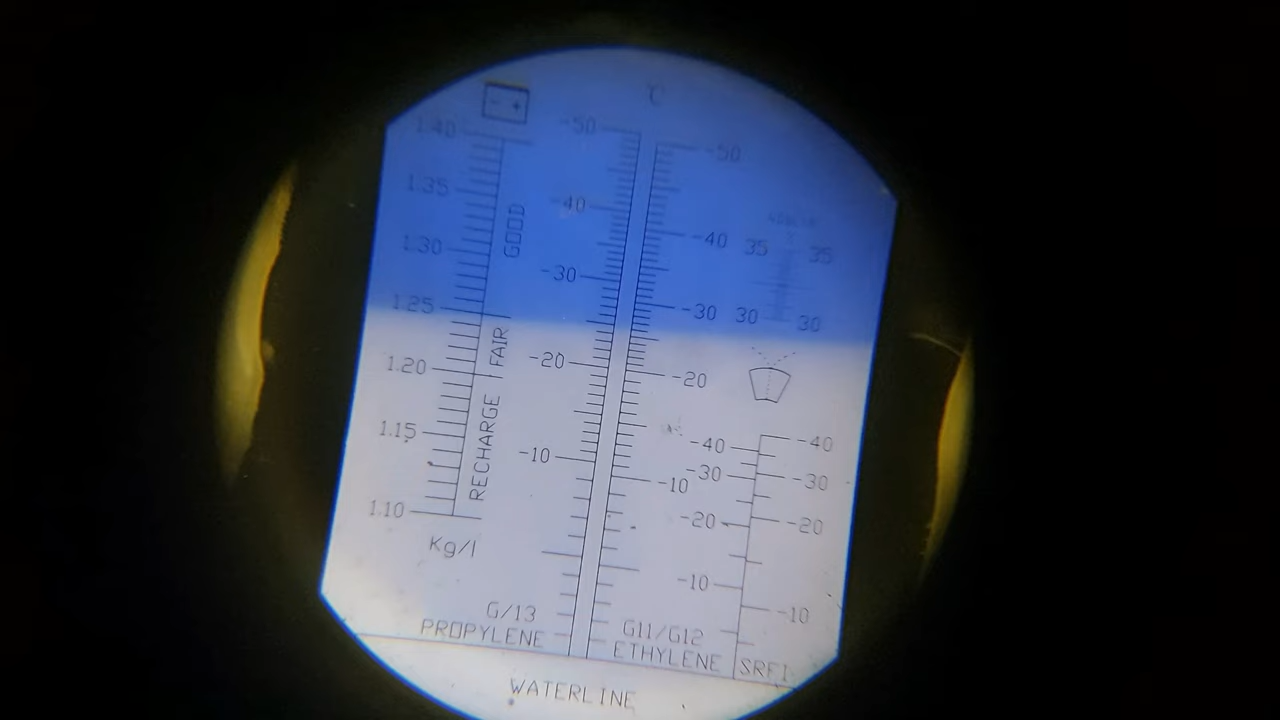 - +
℃
1.40
1.35
1.30
1.25
1.20
1.15
1.10
Kg/l
GOOD
FAIR
RECHARGE
-50
-40
-30
-20
-10
G/13
PROPYLENE
-50
-40
-30
-20
-10
G11/G12
ETHYLENE
35 35
30 30
-40 -40
-30 -30
-20 -20
-10 -10
SRF1
WATERLINE